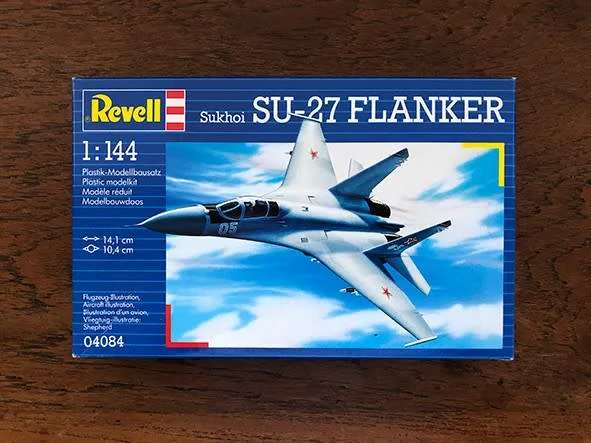 Revell
Sukhoi SU-27 FLANKER
1:144
Plastik-Modellbausatz
Plastic modelkit
Modèle réduit
Modelbouwdoos
14,1 cm
10,4 cm
Flugzeug-Illustration,
Aircraft illustration,
Illustration d'un avion,
Vliegtuig-illustratie:
Shepherd
04084
05